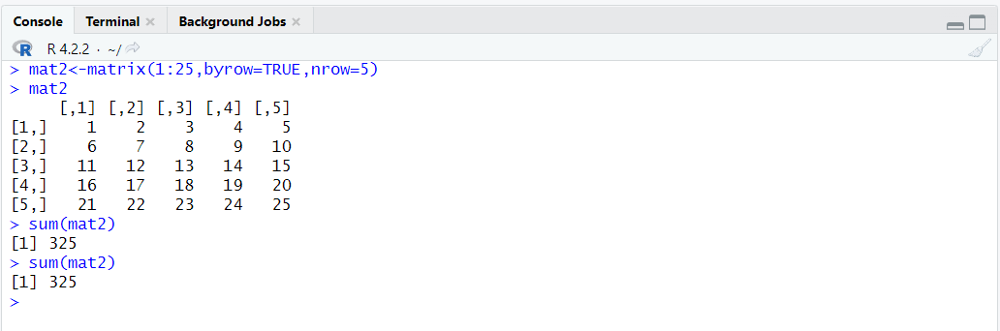 Console Terminal Background Jobs
R R 4.2.2 · ~/
> mat2<-matrix(1:25,byrow=TRUE,nrow=5)
> mat2
     [,1] [,2] [,3] [,4] [,5]
[1,]    1    2    3    4    5
[2,]    6    7    8    9   10
[3,]   11   12   13   14   15
[4,]   16   17   18   19   20
[5,]   21   22   23   24   25
> sum(mat2)
[1] 325
> sum(mat2)
[1] 325
>